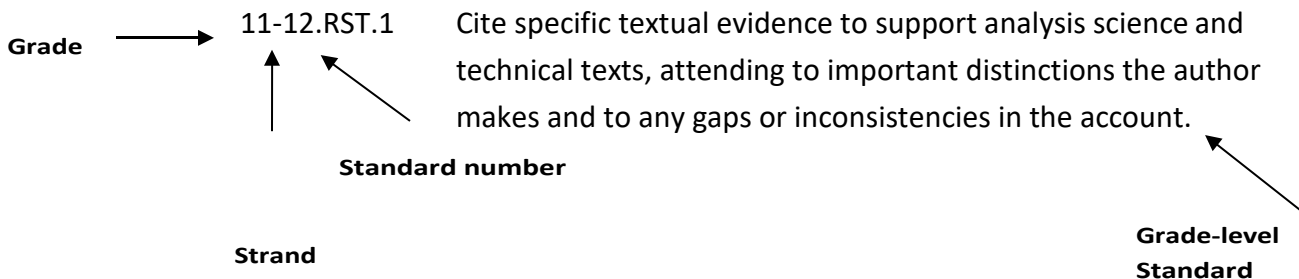 Grade
11-12.RST.1 Cite specific textual evidence to support analysis science and
technical texts, attending to important distinctions the author
makes and to any gaps or inconsistencies in the account.
Standard number
Strand
Grade-level
Standard